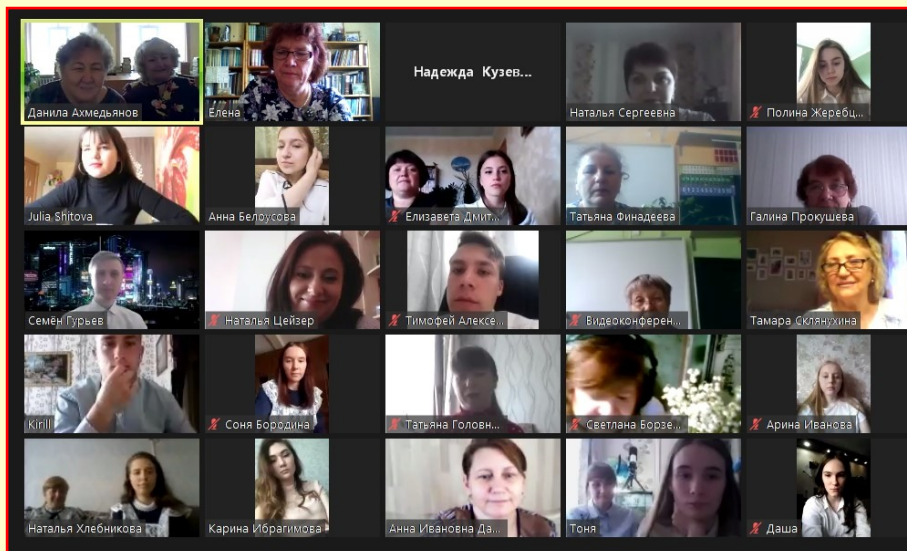 Данила Ахмедьянов
Елена
Надежда Кузев...
Наталья Сергеевна
Полина Жеребц...
Julia Shitova
Анна Белоусова
Елизавета Дмит...
Татьяна Финадеева
Галина Прокушева
Семён Гурьев
Наталья Цейзер
Тимофей Алексе...
Видеоконферен...
Тамара Склянухина
Kirill
Соня Бородина
Татьяна Головн...
Светлана Борзе...
Арина Иванова
Наталья Хлебникова
Карина Ибрагимова
Анна Ивановна Да...
Тоня
Даша